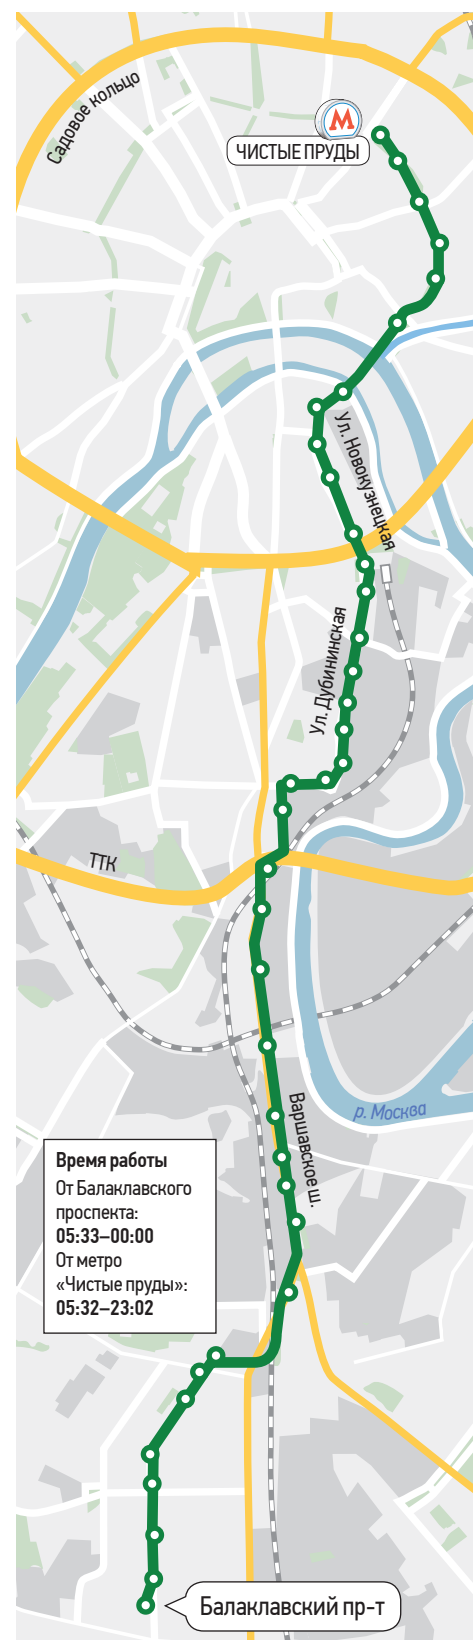 Садовое кольцо
М
ЧИСТЫЕ ПРУДЫ
Ул. Новокузнецкая
Ул. Дубининская
ТТК
р. Москва
Варшавское ш.
Время работы
От Балаклавского
проспекта:
05:33–00:00
От метро
«Чистые пруды»:
05:32–23:02
Балаклавский пр-т